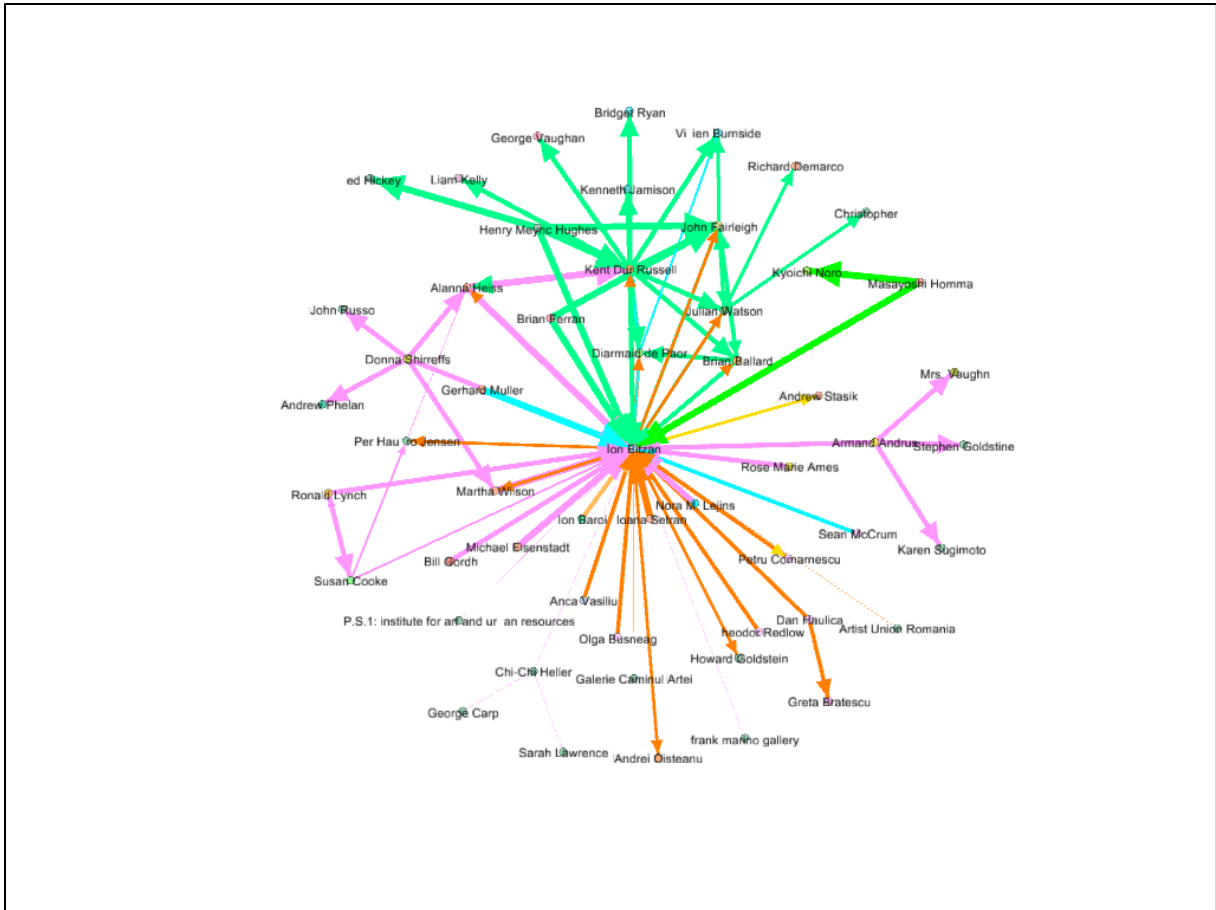 Bridget Ryan
George Vaughan
Vi ien Burnside
Richard Demarco
ed Hickey
Liam Kelly
Kenneth Jamison
Christopher
Henry Meyric Hughes
John Fairleigh
Kent Dur Russell
Kyoichi Noro
Masayoshi Homma
Alanna Heiss
John Russo
Brian Ferran
Julian Watson
Donna Shirreffs
Diarmaid de Paor
Brian Ballard
Mrs. Vaughn
Gerhard Muller
Andrew Stasik
Andrew Phelan
Per Hau ro Jensen
Ion Bitzan
Armand Andrus
Stephen Goldstine
Rose Marie Ames
Ronald Lynch
Martha Wilson
Nora M Lejins
Ion Baroi
Ioana Setran
Sean McCrum
Michael Eisenstadt
Karen Sugimoto
Bill Gordh
Petru Comarnescu
Susan Cooke
Anca Vasiliu
P.S.1: institute for art and ur an resources
Dan Haulica
Artist Union Romania
Olga Busneag
heodor Redlow
Howard Goldstein
Chi-Chi Heller
Galerie Caminul Artei
Greta Bratescu
George Carp
frank marino gallery
Sarah Lawrence
Andrei Oisteanu